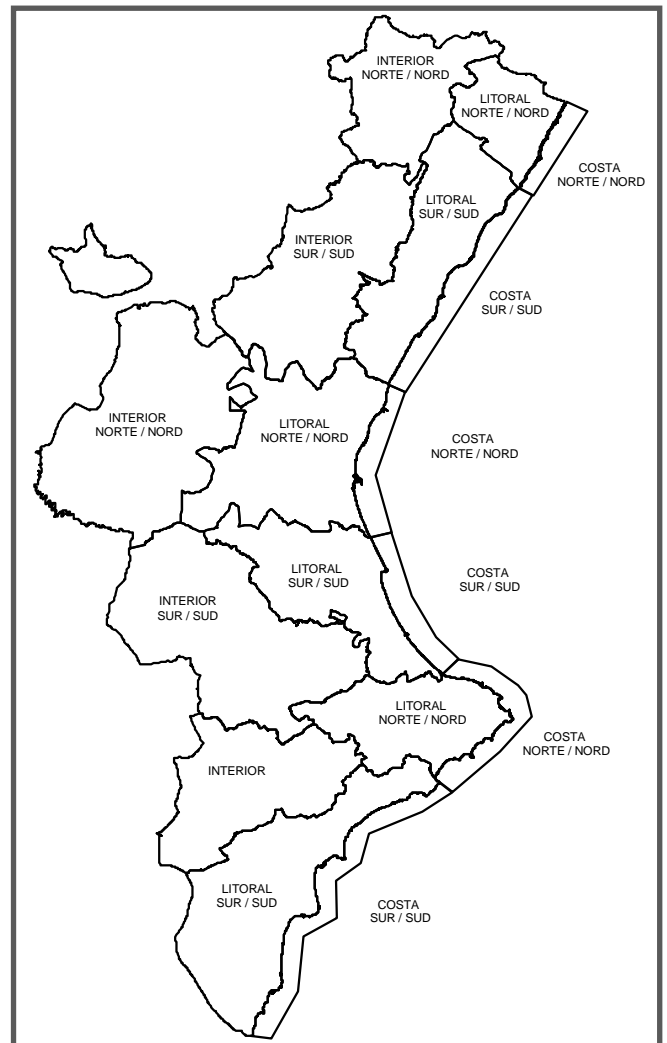 INTERIOR
NORTE / NORD
LITORAL
NORTE / NORD
COSTA
NORTE / NORD
LITORAL
SUR / SUD
INTERIOR
SUR / SUD
COSTA
SUR / SUD
INTERIOR
NORTE / NORD
LITORAL
NORTE / NORD
COSTA
NORTE / NORD
LITORAL
SUR / SUD
COSTA
SUR / SUD
INTERIOR
SUR / SUD
LITORAL
NORTE / NORD
COSTA
NORTE / NORD
INTERIOR
LITORAL
SUR / SUD
COSTA
SUR / SUD